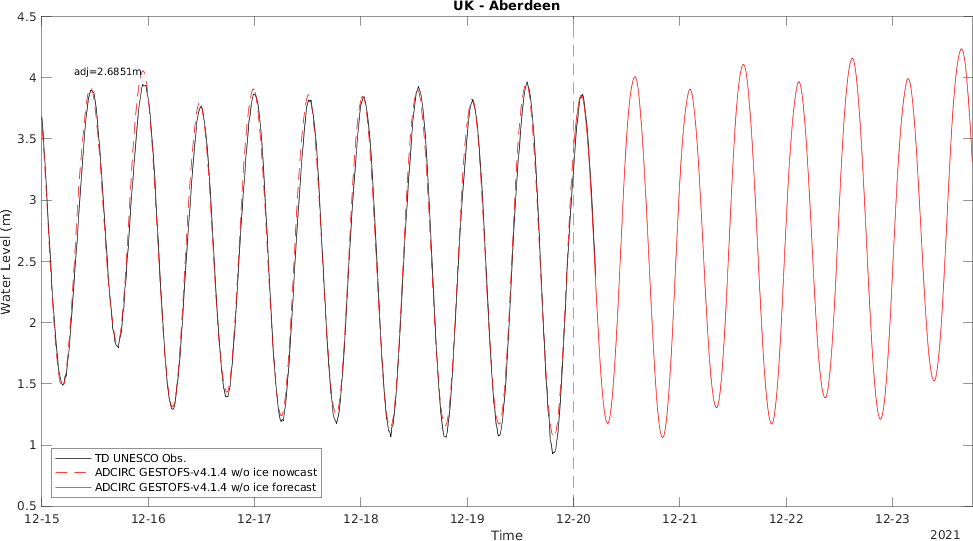 UK - Aberdeen
4.5
4
3.5
3
2.5
2
1.5
1
0.5
Water Level (m)
adj=2.6851m
TD UNESCO Obs.
ADCIRC GESTOFS-v4.1.4 w/o ice nowcast
ADCIRC GESTOFS-v4.1.4 w/o ice forecast
12-15 12-16 12-17 12-18 12-19 12-20 12-21 12-22 12-23
Time
2021